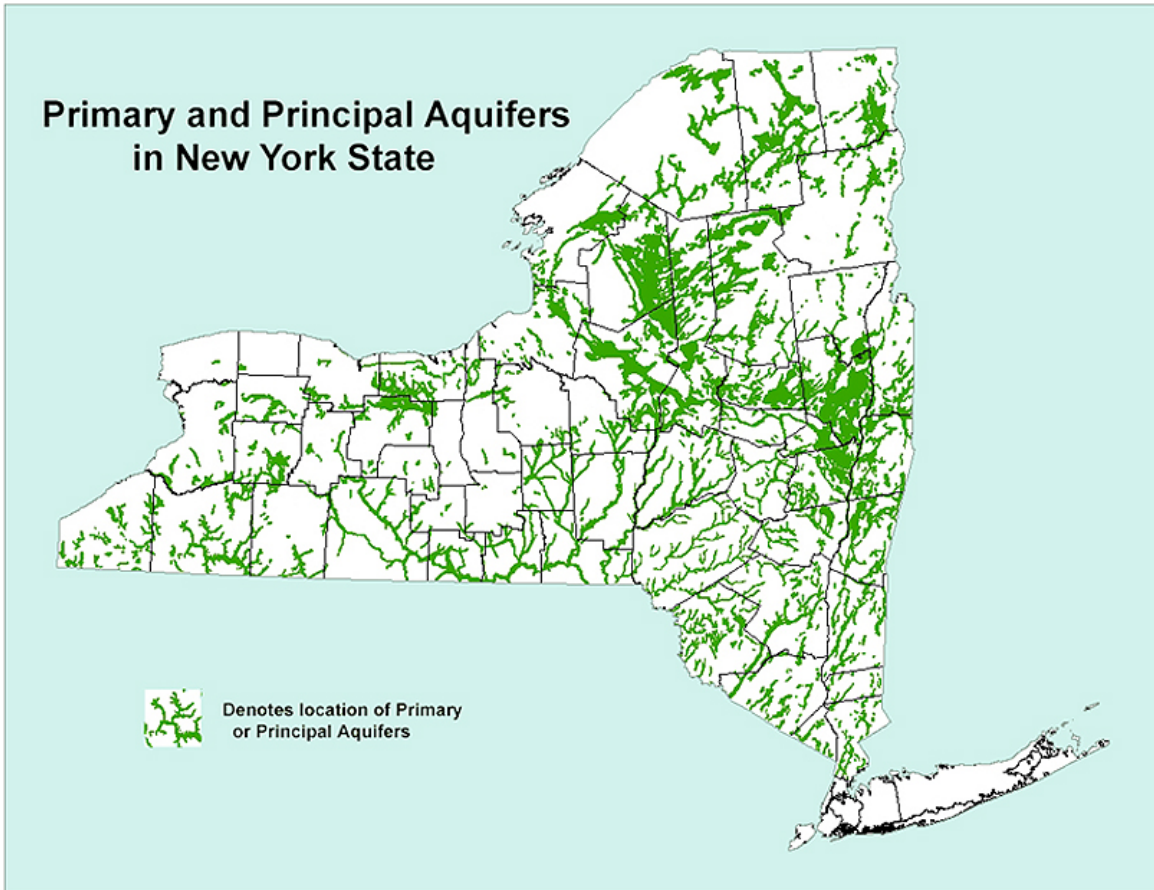 Primary and Principal Aquifers
in New York State
Denotes location of Primary
or Principal Aquifers